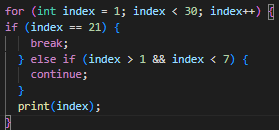 for (int index = 1; index < 30; index++) {
if (index == 21) {
    break;
  } else if (index > 1 && index < 7) {
    continue;
  }
  print(index);
}